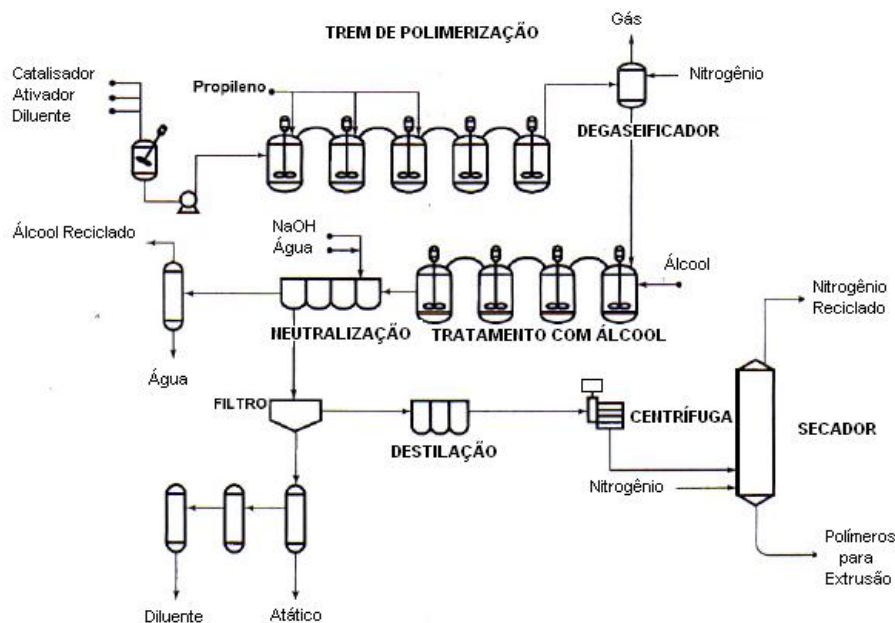 TREM DE POLIMERIZAÇÃO
Gás
Catalisador
Ativador
Diluente
Propileno
Nitrogênio
DEGASEIFICADOR
Álcool Reciclado
NaOH
Água
Álcool
Nitrogênio
Reciclado
NEUTRALIZAÇÃO
TRATAMENTO COM ÁLCOOL
Água
FILTRO
CENTRÍFUGA
SECADOR
DESTILAÇÃO
Nitrogênio
Polímeros
para
Extrusão
Diluente
Atático